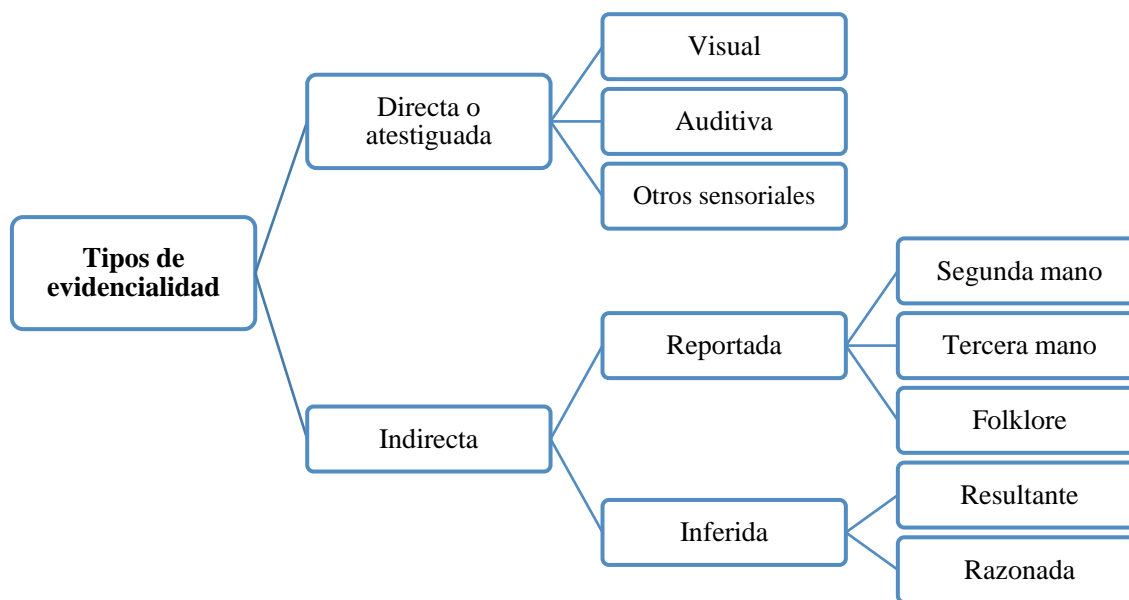 Tipos de
evidencialidad
Directa o
atestiguada
Visual
Auditiva
Otros sensoriales
Indirecta
Reportada
Segunda mano
Tercera mano
Folklore
Inferida
Resultante
Razonada